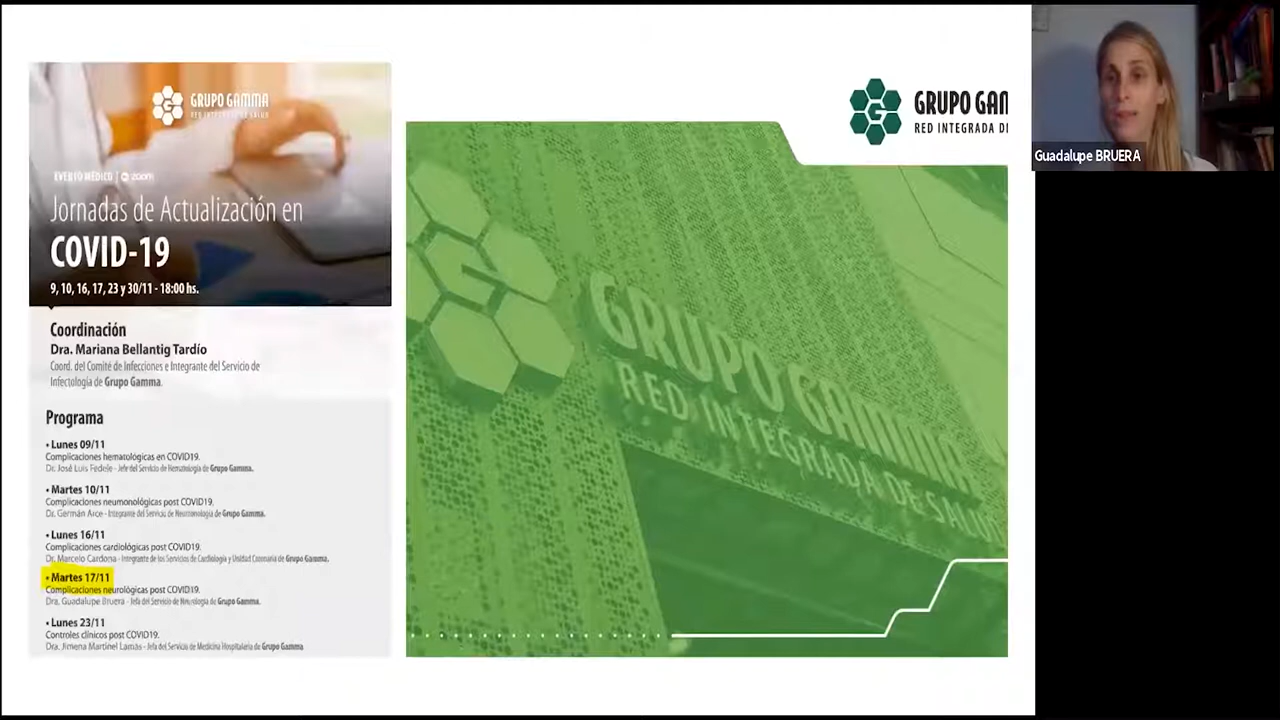 GRUPO GAMMA
RED INTEGRADA DE SALUD
EVENTO MÉDICO | zoom
Jornadas de Actualización en
COVID-19
9, 10, 16, 17, 23 y 30/11 - 18:00 hs.
Coordinación
Dra. Mariana Bellantig Tardío
Coord. del Comité de Infecciones e Integrante del Servicio de
Infectología de Grupo Gamma.
Programa
• Lunes 09/11
Complicaciones hematológicas en COVID19.
Dr. José Luis Fedele - Jefe del Servicio de Hematología de Grupo Gamma.
• Martes 10/11
Complicaciones neumonológicas post COVID19.
Dr. Germán Arce - Integrante del Servicio de Neumonología de Grupo Gamma.
• Lunes 16/11
Complicaciones cardiológicas post COVID19.
Dr. Marcelo Cardona - Integrante de los Servicios de Cardiología y Unidad Coronaria de Grupo Gamma.
• Martes 17/11
Complicaciones neurológicas post COVID19.
Dra. Guadalupe Bruera - Jefa del Servicio de Neurología de Grupo Gamma.
• Lunes 23/11
Controles clínicos post COVID19.
Dra. Jimena Martinel Lamas - Jefa del Servicio de Medicina Hospitalaria de Grupo Gamma
G
GRUPO GAMMA
RED INTEGRADA DE SALUD
G
GRUPO GAM
RED INTEGRADA DI
Guadalupe BRUERA